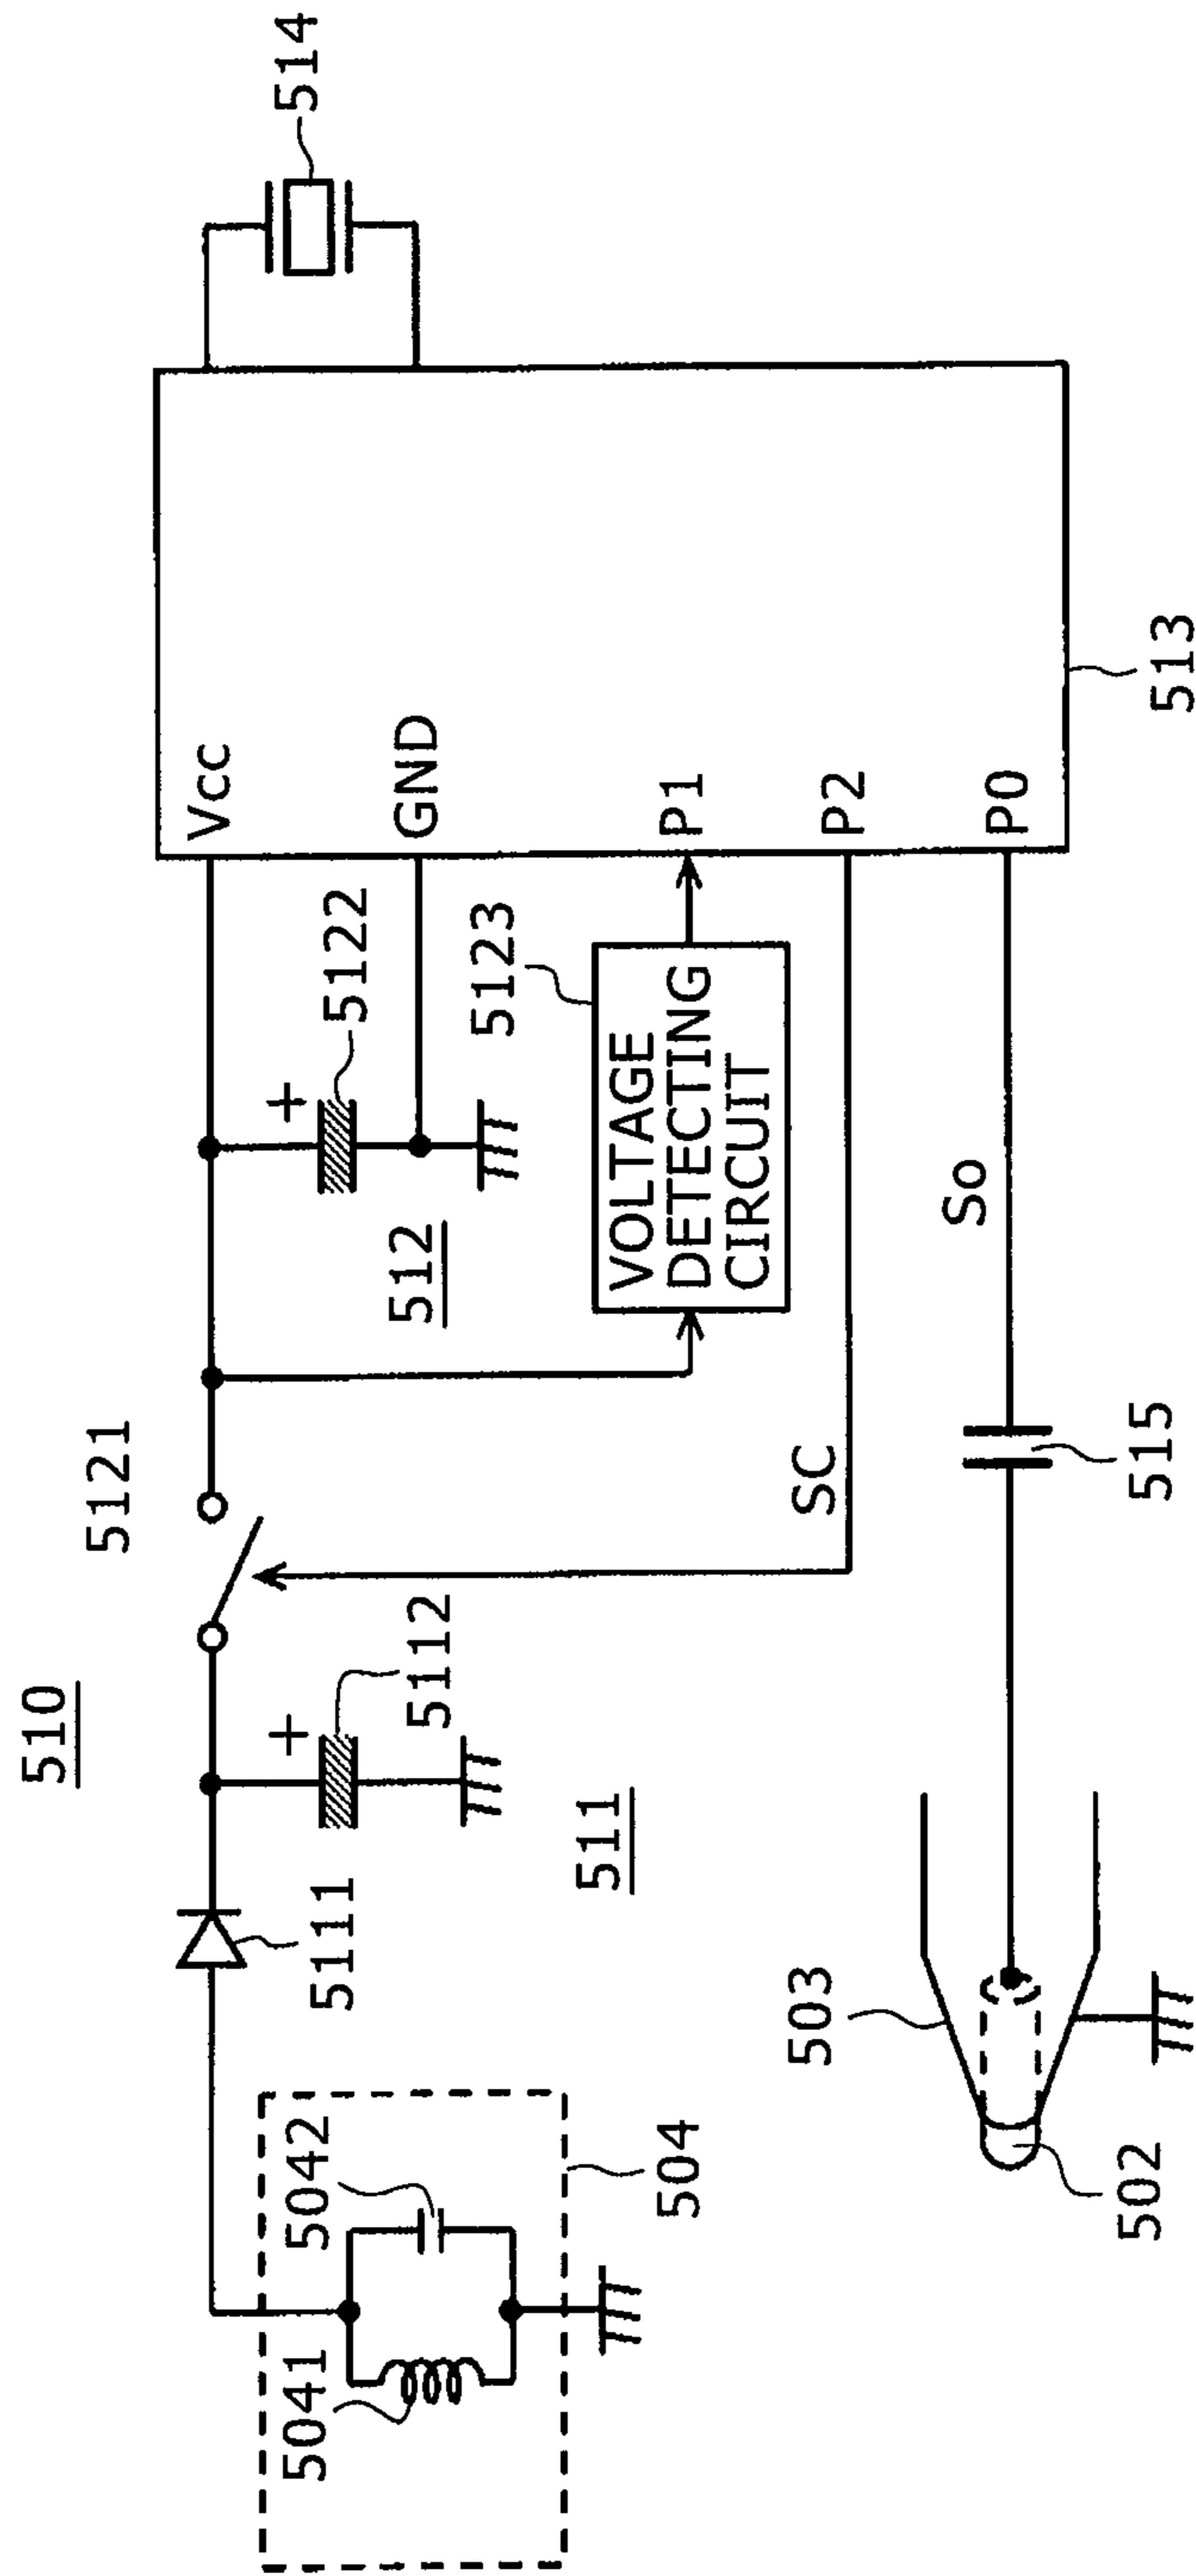 510
5121
514
Vcc
5111
5112
5122
GND
512
5123
VOLTAGE
DETECTING
CIRCUIT
P1
511
5042
5041
504
SC
P2
503
So
P0
502
515
513
+
+